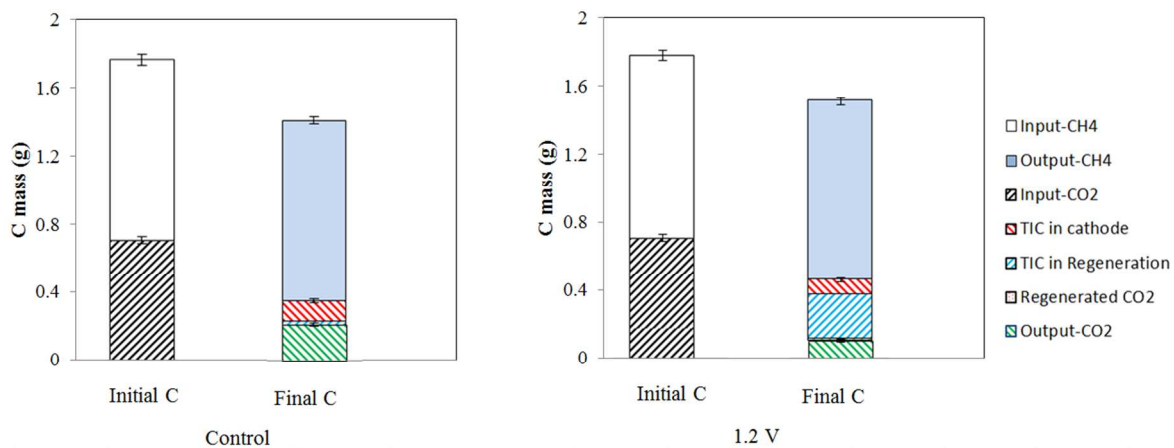 2
1.6
1.2
0.8
0.4
0
C mass (g)
Initial C
Final C
Control
2
1.6
1.2
0.8
0.4
0
C mass (g)
Initial C
Final C
1.2 V
Input-CH4
Output-CH4
Input-CO2
TIC in cathode
TIC in Regeneration
Regenerated CO2
Output-CO2